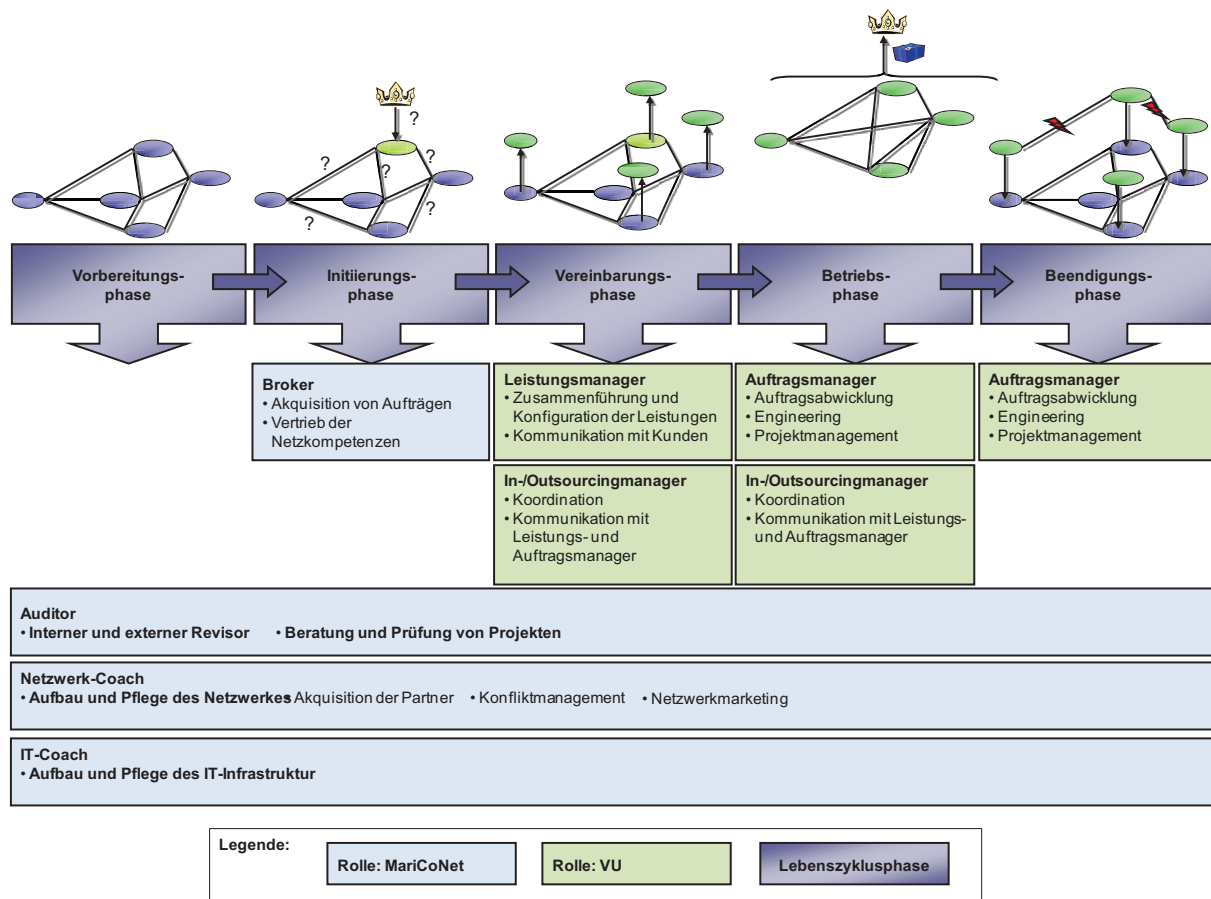 ?
?
?
?
?
?
Vorbereitungs-
phase
Initiierungs-
phase
Vereinbarungs-
phase
Betriebs-
phase
Beendigungs-
phase
Broker
• Akquisition von Aufträgen
• Vertrieb der
Netzkompetenzen
Leistungsmanager
• Zusammenführung und
Konfiguration der Leistungen
• Kommunikation mit Kunden
Auftragsmanager
• Auftragsabwicklung
• Engineering
• Projektmanagement
Auftragsmanager
• Auftragsabwicklung
• Engineering
• Projektmanagement
In-/Outsourcingmanager
• Koordination
• Kommunikation mit
Leistungs- und
Auftragsmanager
In-/Outsourcingmanager
• Koordination
• Kommunikation mit Leistungs-
und Auftragsmanager
Auditor
• Interner und externer Revisor • Beratung und Prüfung von Projekten
Netzwerk-Coach
• Aufbau und Pflege des Netzwerkes • Akquisition der Partner • Konfliktmanagement • Netzwerkmarketing
IT-Coach
• Aufbau und Pflege des IT-Infrastruktur
Legende:
Rolle: MariCoNet
Rolle: VU
Lebenszyklusphase